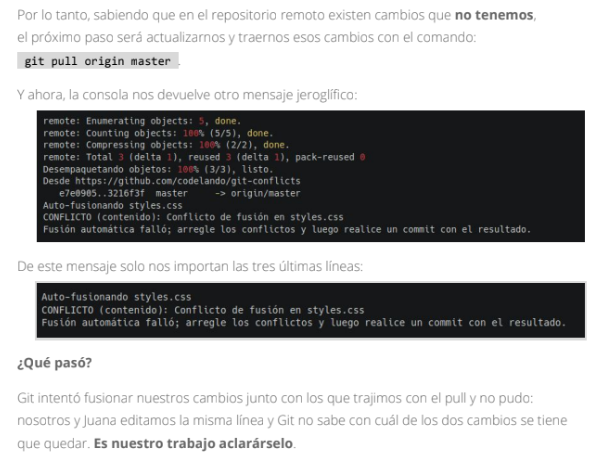 Por lo tanto, sabiendo que en el repositorio remoto existen cambios que no tenemos,
el próximo paso será actualizarnos y traernos esos cambios con el comando:
git pull origin master .
Y ahora, la consola nos devuelve otro mensaje jeroglífico:
remote: Enumerating objects: 5, done.
remote: Counting objects: 100% (5/5), done.
remote: Compressing objects: 100% (2/2), done.
remote: Total 3 (delta 1), reused 3 (delta 1), pack-reused 0
Desempaquetando objetos: 100% (3/3), listo.
Desde https://github.com/codelando/git-conflicts
e7e0905..3216f3f master -> origin/master
Auto-fusionando styles.css
CONFLICTO (contenido): Conflicto de fusión en styles.css
Fusión automática falló; arregle los conflictos y luego realice un commit con el resultado.
De este mensaje solo nos importan las tres últimas líneas:
Auto-fusionando styles.css
CONFLICTO (contenido): Conflicto de fusión en styles.css
Fusión automática falló; arregle los conflictos y luego realice un commit con el resultado.
¿Qué pasó?
Git intentó fusionar nuestros cambios junto con los que trajimos con el pull y no pudo:
nosotros y Juana editamos la misma línea y Git no sabe con cuál de los dos cambios se tiene
que quedar. Es nuestro trabajo aclarárselo.